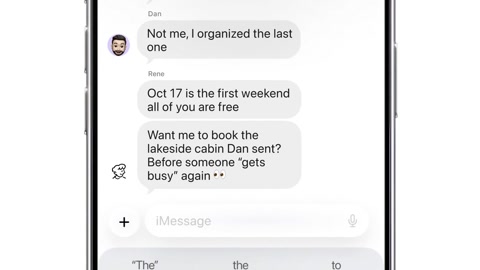 Dan
Not me, I organized the last
one
Rene
Oct 17 is the first weekend
all of you are free
Want me to book the
lakeside cabin Dan sent?
Before someone “gets
busy” again 👀
iMessage
“The” the to